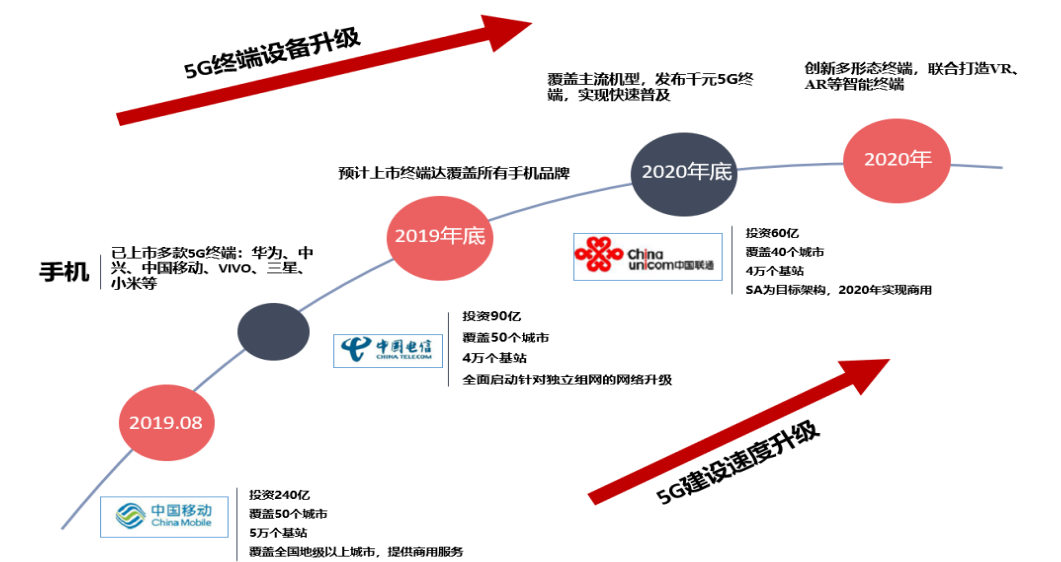 5G终端设备升级
创新多形态终端，联合打造VR、
AR等智能终端
覆盖主流机型，发布千元5G终
端，实现快速普及
2020年
2020年底
预计上市终端达覆盖所有手机品牌
2019年底
手机
已上市多款5G终端：华为、中
兴、中国移动、VIVO、三星、
小米等
China
unicom中国联通
投资60亿
覆盖40个城市
4万个基站
SA为目标架构，2020年实现商用
中国电信
CHINA TELECOM
投资90亿
覆盖50个城市
4万个基站
全面启动针对独立组网的网络升级
2019.08
5G建设速度升级
中国移动
China Mobile
投资240亿
覆盖50个城市
5万个基站
覆盖全国地级以上城市，提供商用服务